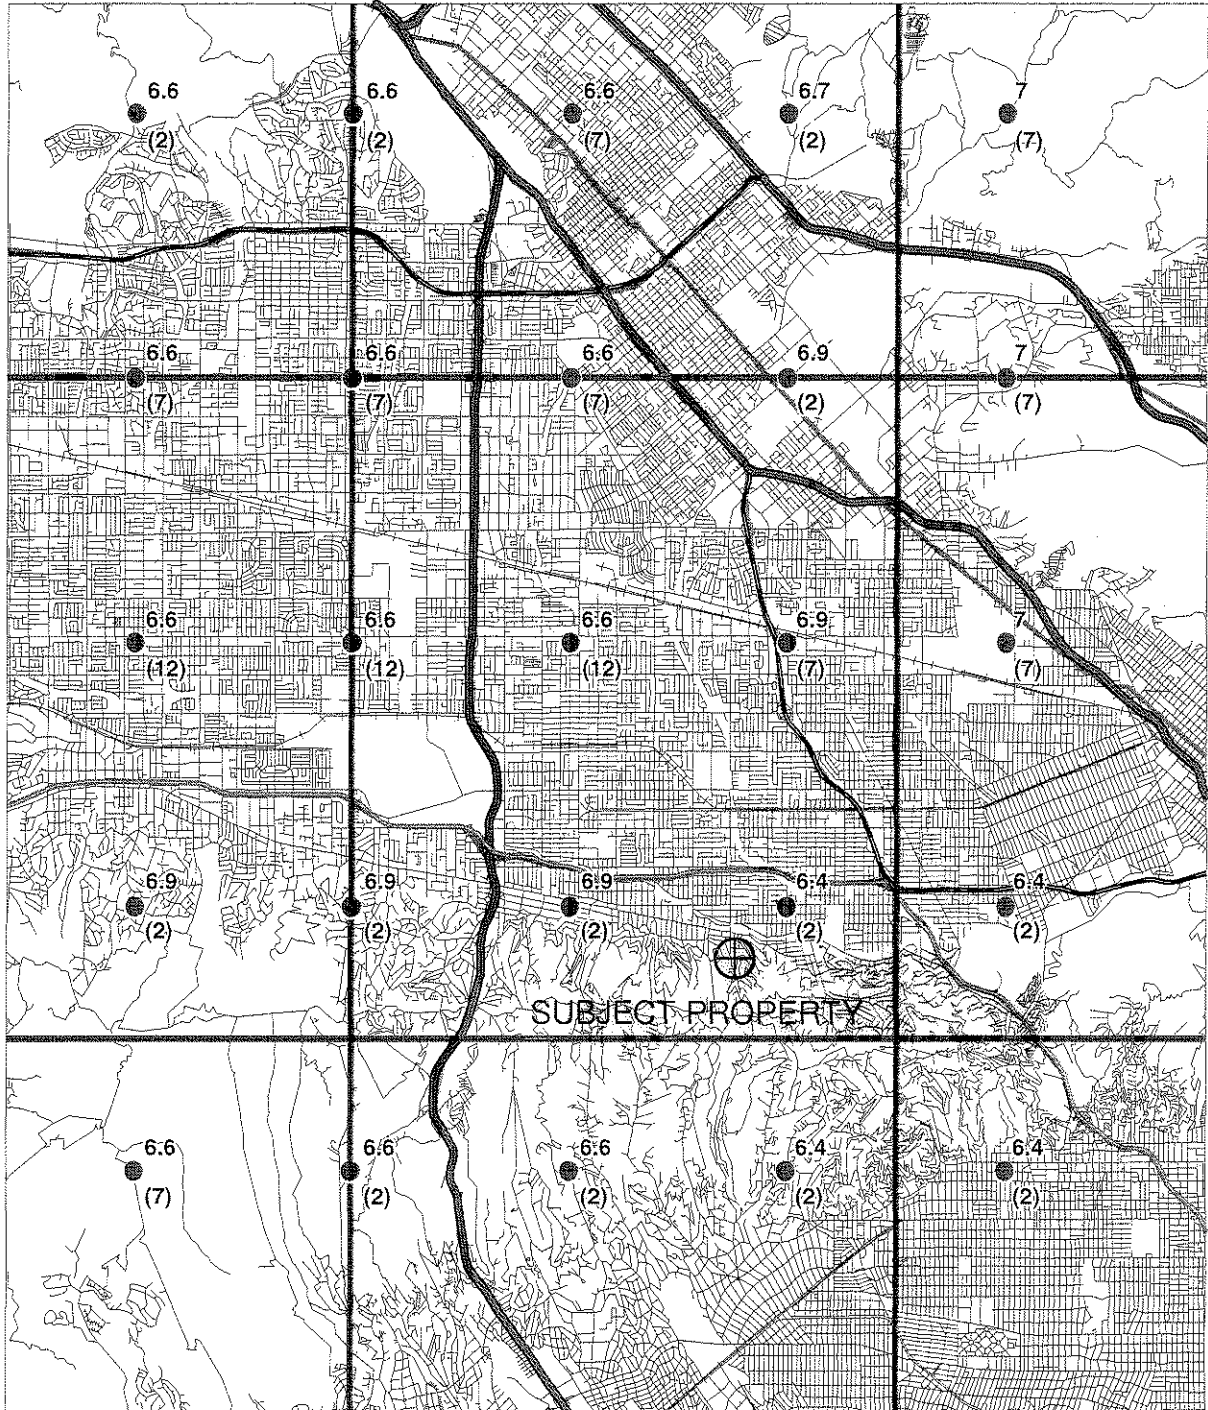 6.6 6.6 6.6 6.7 7
(2) (2) (7) (2) (7)
6.6 6.6 6.6 6.9 7
(7) (7) (7) (2) (7)
6.6 6.6 6.6 6.9 7
(12) (12) (12) (7) (7)
6.9 6.9 6.9 6.4 6.4
(2) (2) (2) (2) (2)
SUBJECT PROPERTY
6.6 6.6 6.6 6.4 6.4
(7) (2) (2) (2) (2)